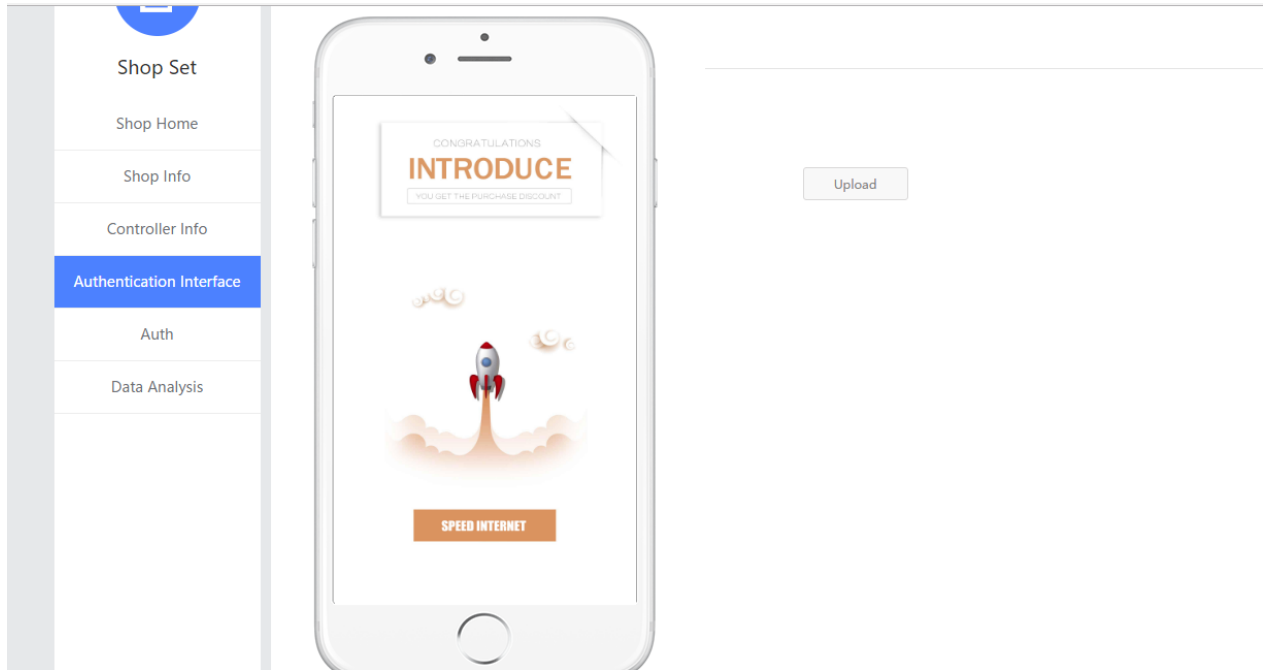 Shop Set
Shop Home
Shop Info
Controller Info
Authentication Interface
Auth
Data Analysis
CONGRATULATIONS
INTRODUCE
YOU GET THE PURCHASE DISCOUNT
SPEED INTERNET
Upload